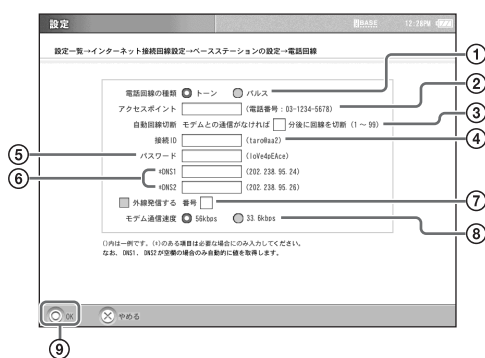 設定
BASE
12:28PM
設定一覧→インターネット接続回線設定→ベースステーションの設定→電話回線
①
電話回線の種類 トーン パルス
②
アクセスポイント (電話番号：03-1234-5678)
③
自動回線切断 モデムとの通信がなければ 分後に回線を切断 (1～99)
④
接続ID (taro@aa2)
⑤
パスワード (loVe4pEAce)
⑥
*DNS1 (202.238.95.24)
*DNS2 (202.238.95.26)
⑦
外線発信する 番号
⑧
モデム通信速度 56kbps 33.6kbps
()内は一例です。(*)のある項目は必要な場合にのみ入力してください。
なお、DNS1、DNS2が空欄の場合のみ自動的に値を取得します。
OK やめる
⑨